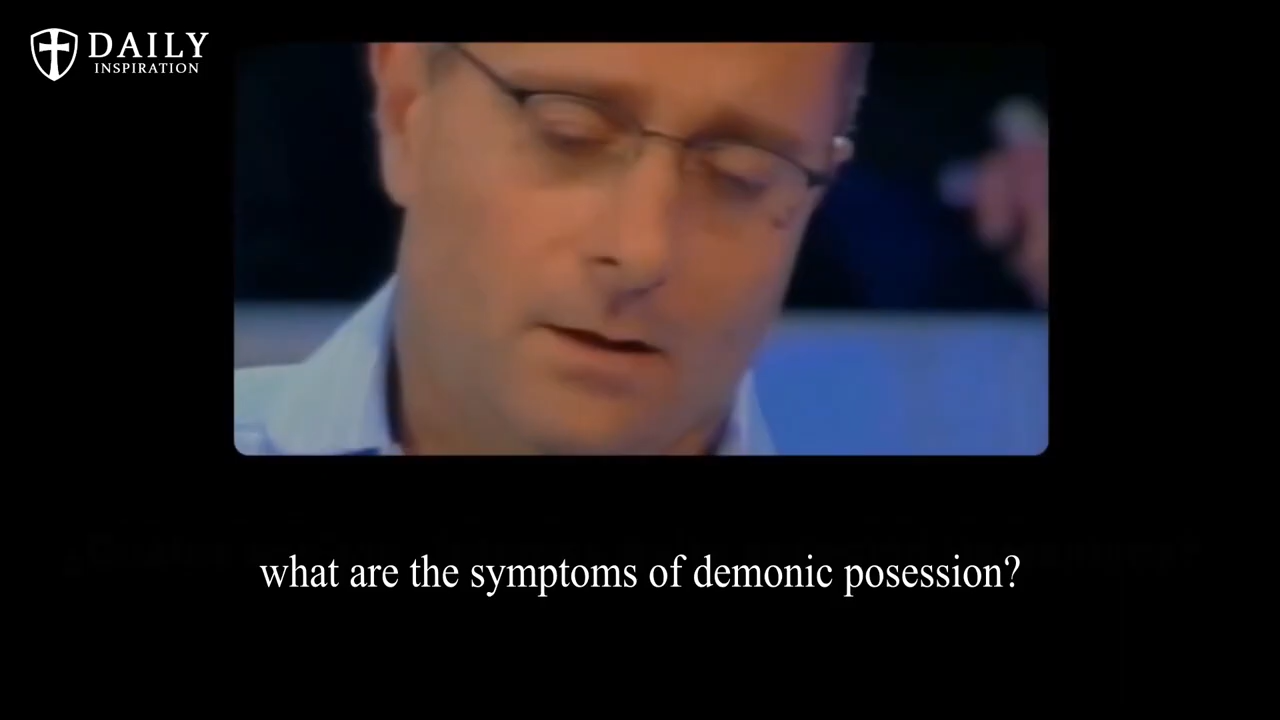 DAILY
INSPIRATION
what are the symptoms of demonic posession?